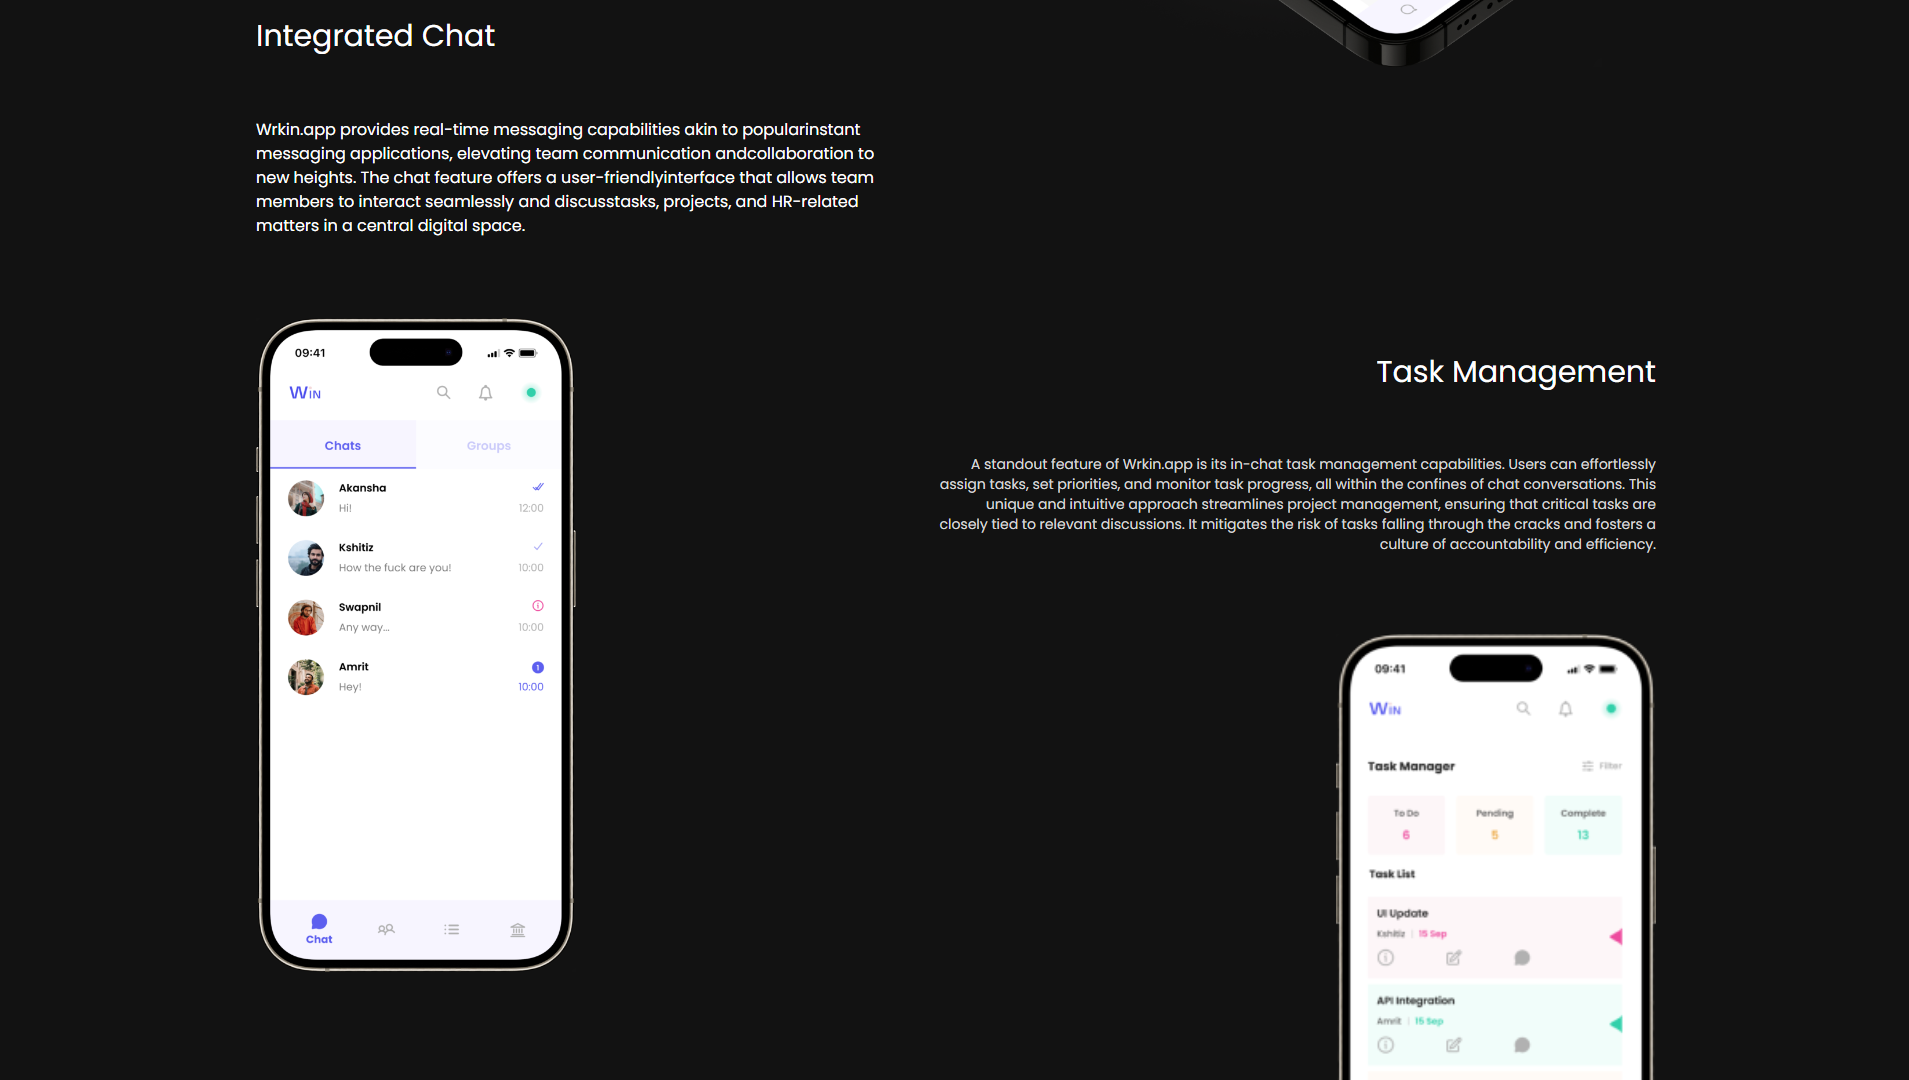 Integrated Chat
Wrkin.app provides real-time messaging capabilities akin to popularinstant
messaging applications, elevating team communication andcollaboration to
new heights. The chat feature offers a user-friendlyinterface that allows team
members to interact seamlessly and discusstasks, projects, and HR-related
matters in a central digital space.
09:41
WIN
Chats Groups
Akansha
Hi! 12:00
Kshitiz
How the fuck are you! 10:00
Swapnil
Any way... 10:00
Amrit 1
Hey! 10:00
Chat
Task Management
A standout feature of Wrkin.app is its in-chat task management capabilities. Users can effortlessly
assign tasks, set priorities, and monitor task progress, all within the confines of chat conversations. This
unique and intuitive approach streamlines project management, ensuring that critical tasks are
closely tied to relevant discussions. It mitigates the risk of tasks falling through the cracks and fosters a
culture of accountability and efficiency.
09:41
WIN
Task Manager Filter
To Do Pending Complete
6 5 13
Task List
UI Update
Kshitiz | 15 Sep
API Integration
Amrit | 15 Sep